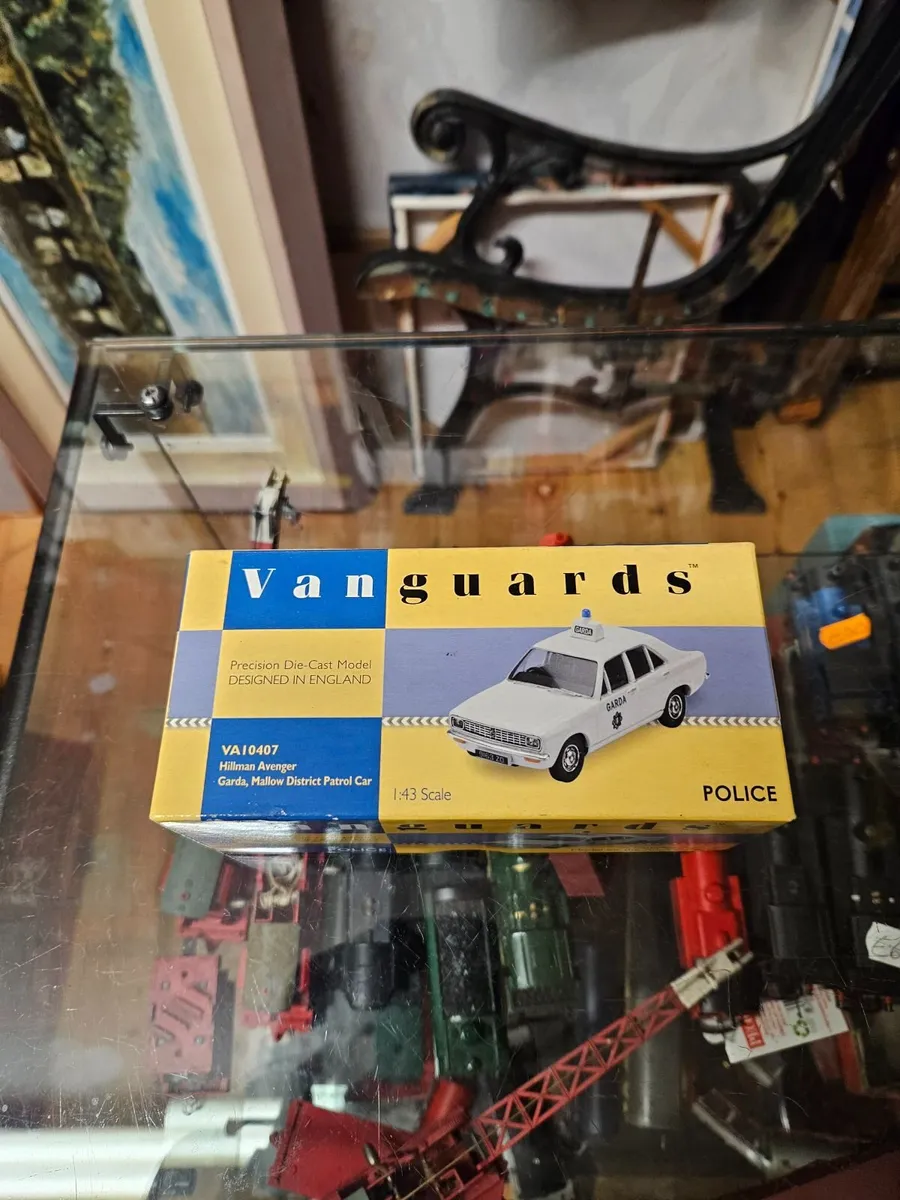 Vanguards™
Precision Die-Cast Model
DESIGNED IN ENGLAND
GARDA
GARDA
VA10407
Hillman Avenger
Garda, Mallow District Patrol Car
1:43 Scale
POLICE
POLICE